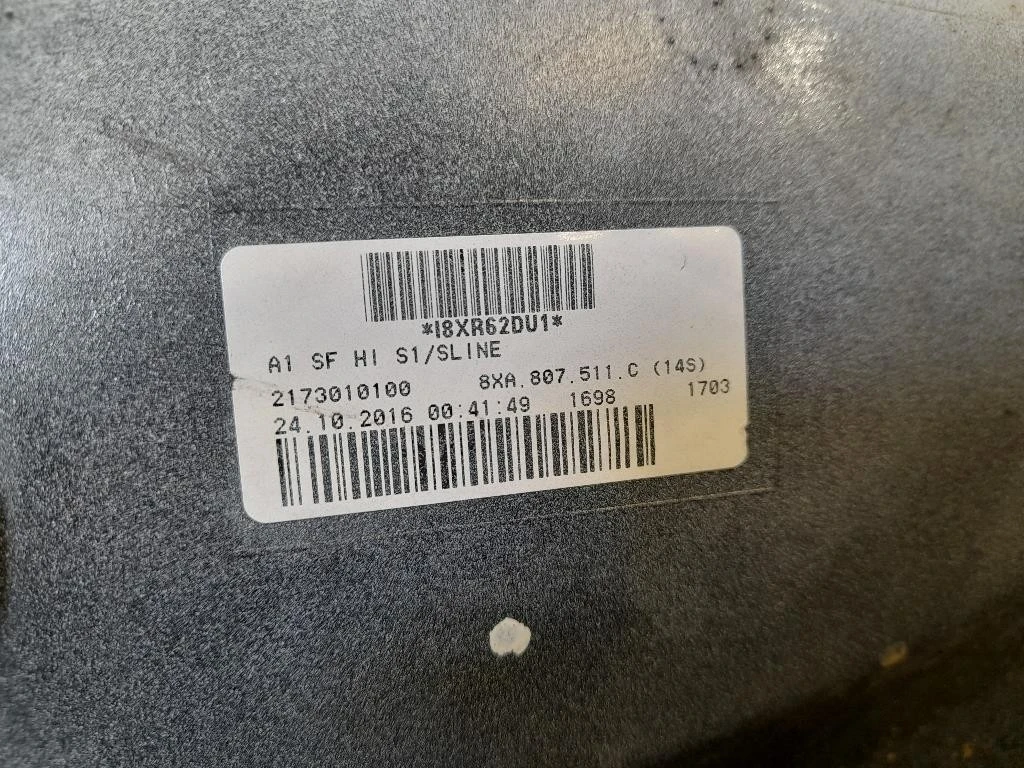 *I8XR62DU1*
A1 SF HI S1/SLINE
2173010100 8XA.807.511.C (14S)
24.10.2016 00:41:49 1698 1703